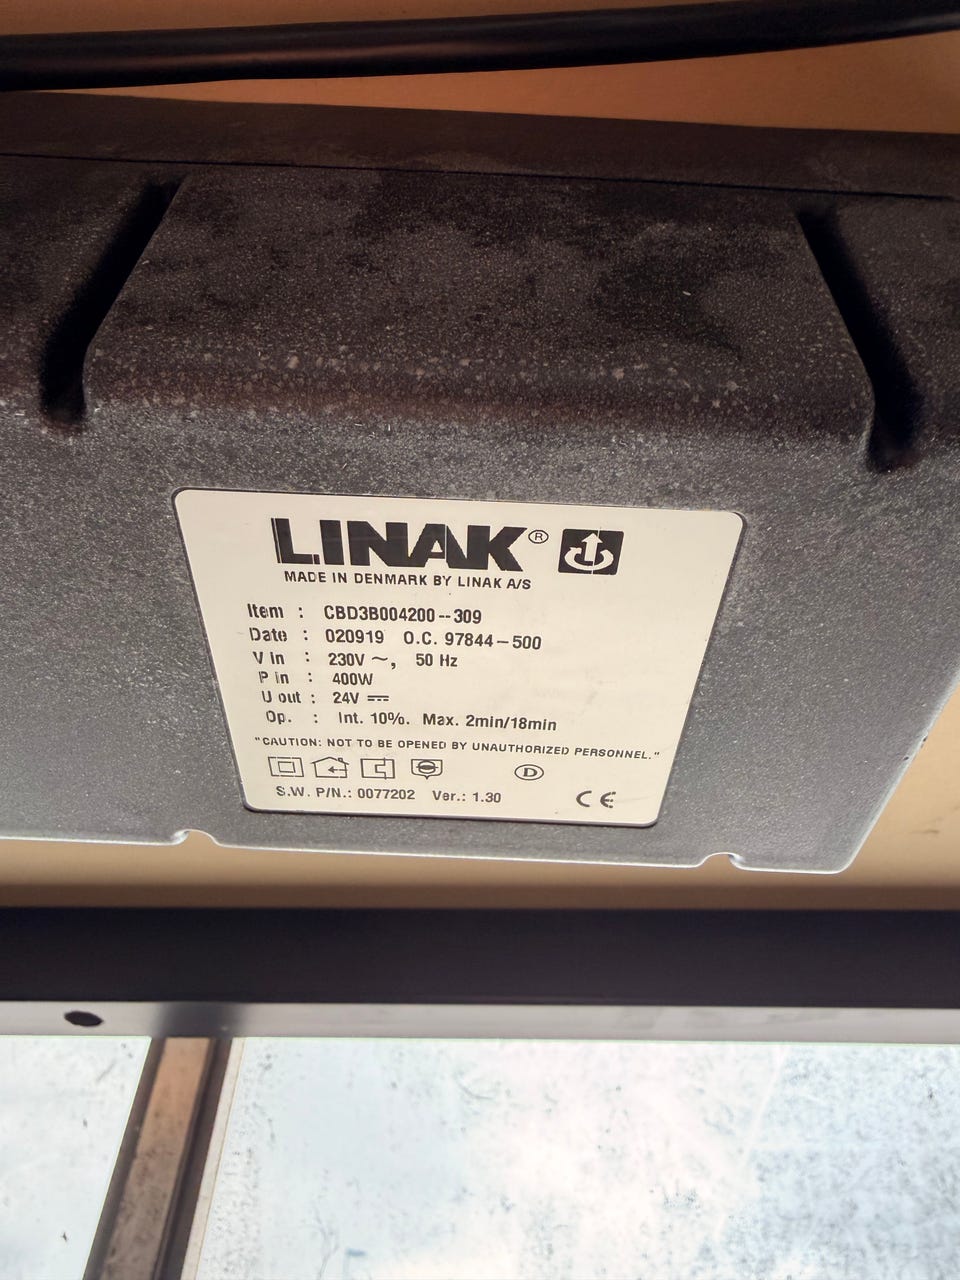 LINAK®
MADE IN DENMARK BY LINAK A/S
Item : CBD3B004200--309
Date : 020919 O.C. 97844-500
V in : 230V ~, 50 Hz
P in : 400W
U out : 24V ⎓
Op. : Int. 10%. Max. 2min/18min
"CAUTION: NOT TO BE OPENED BY UNAUTHORIZED PERSONNEL."
D
S.W. P/N.: 0077202 Ver.: 1.30 CE